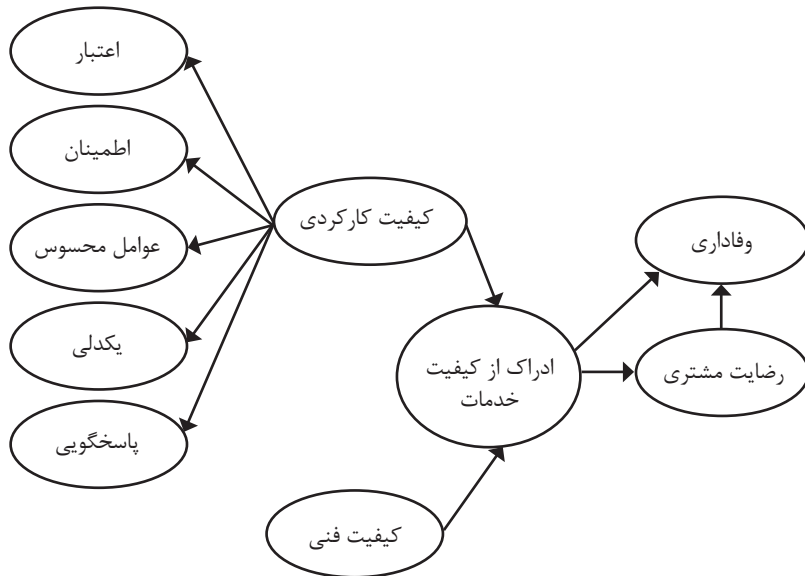 اعتبار
اطمینان
کیفیت کارکردی
عوامل محسوس
وفاداری
یکدلی
ادراک از کیفیت
خدمات
رضایت مشتری
پاسخگویی
کیفیت فنی